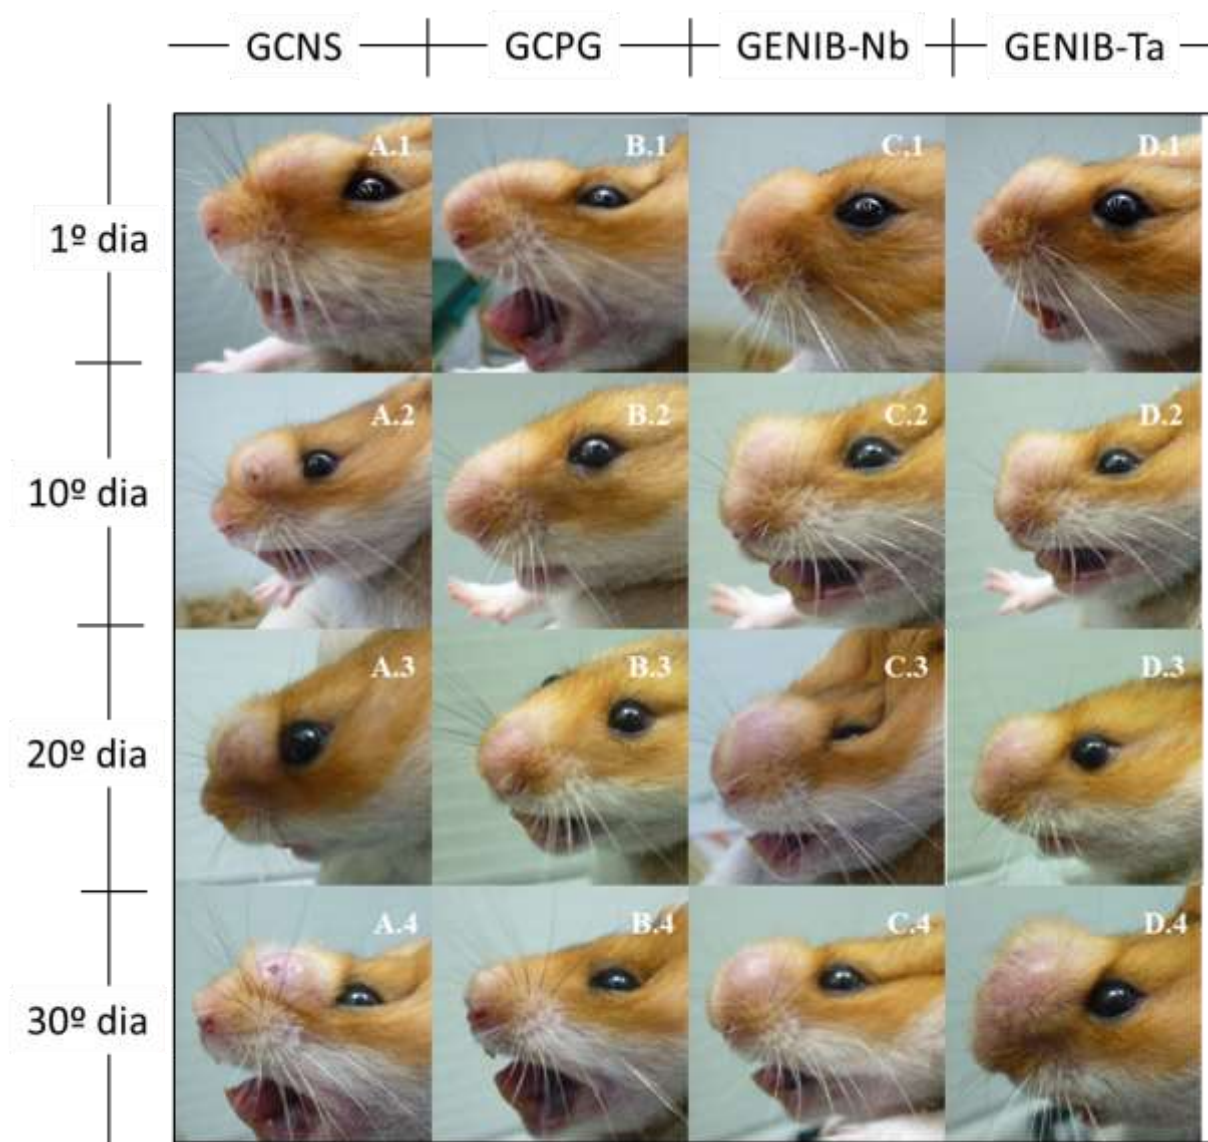 GCNS GCPG GENIB-Nb GENIB-Ta
A.1 B.1 C.1 D.1
1º dia
A.2 B.2 C.2 D.2
10º dia
A.3 B.3 C.3 D.3
20º dia
A.4 B.4 C.4 D.4
30º dia